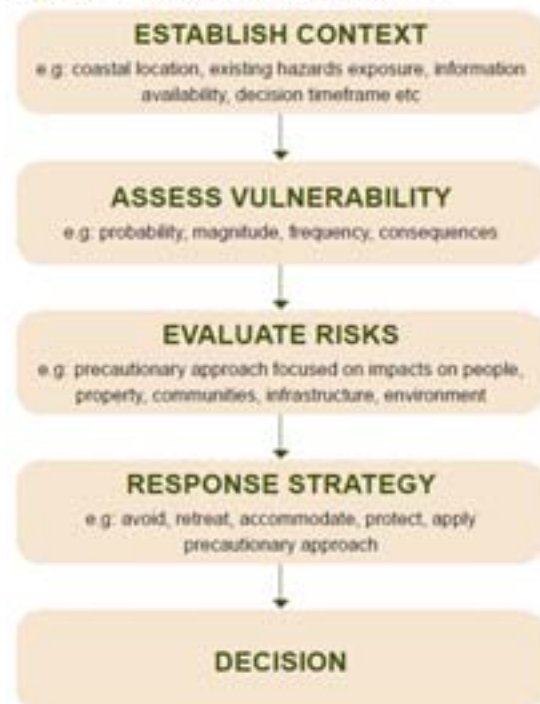 ESTABLISH CONTEXT
e.g: coastal location, existing hazards exposure, information
availability, decision timeframe etc
ASSESS VULNERABILITY
e.g: probability, magnitude, frequency, consequences
EVALUATE RISKS
e.g: precautionary approach focused on impacts on people,
property, communities, infrastructure, environment
RESPONSE STRATEGY
e.g: avoid, retreat, accommodate, protect, apply
precautionary approach
DECISION